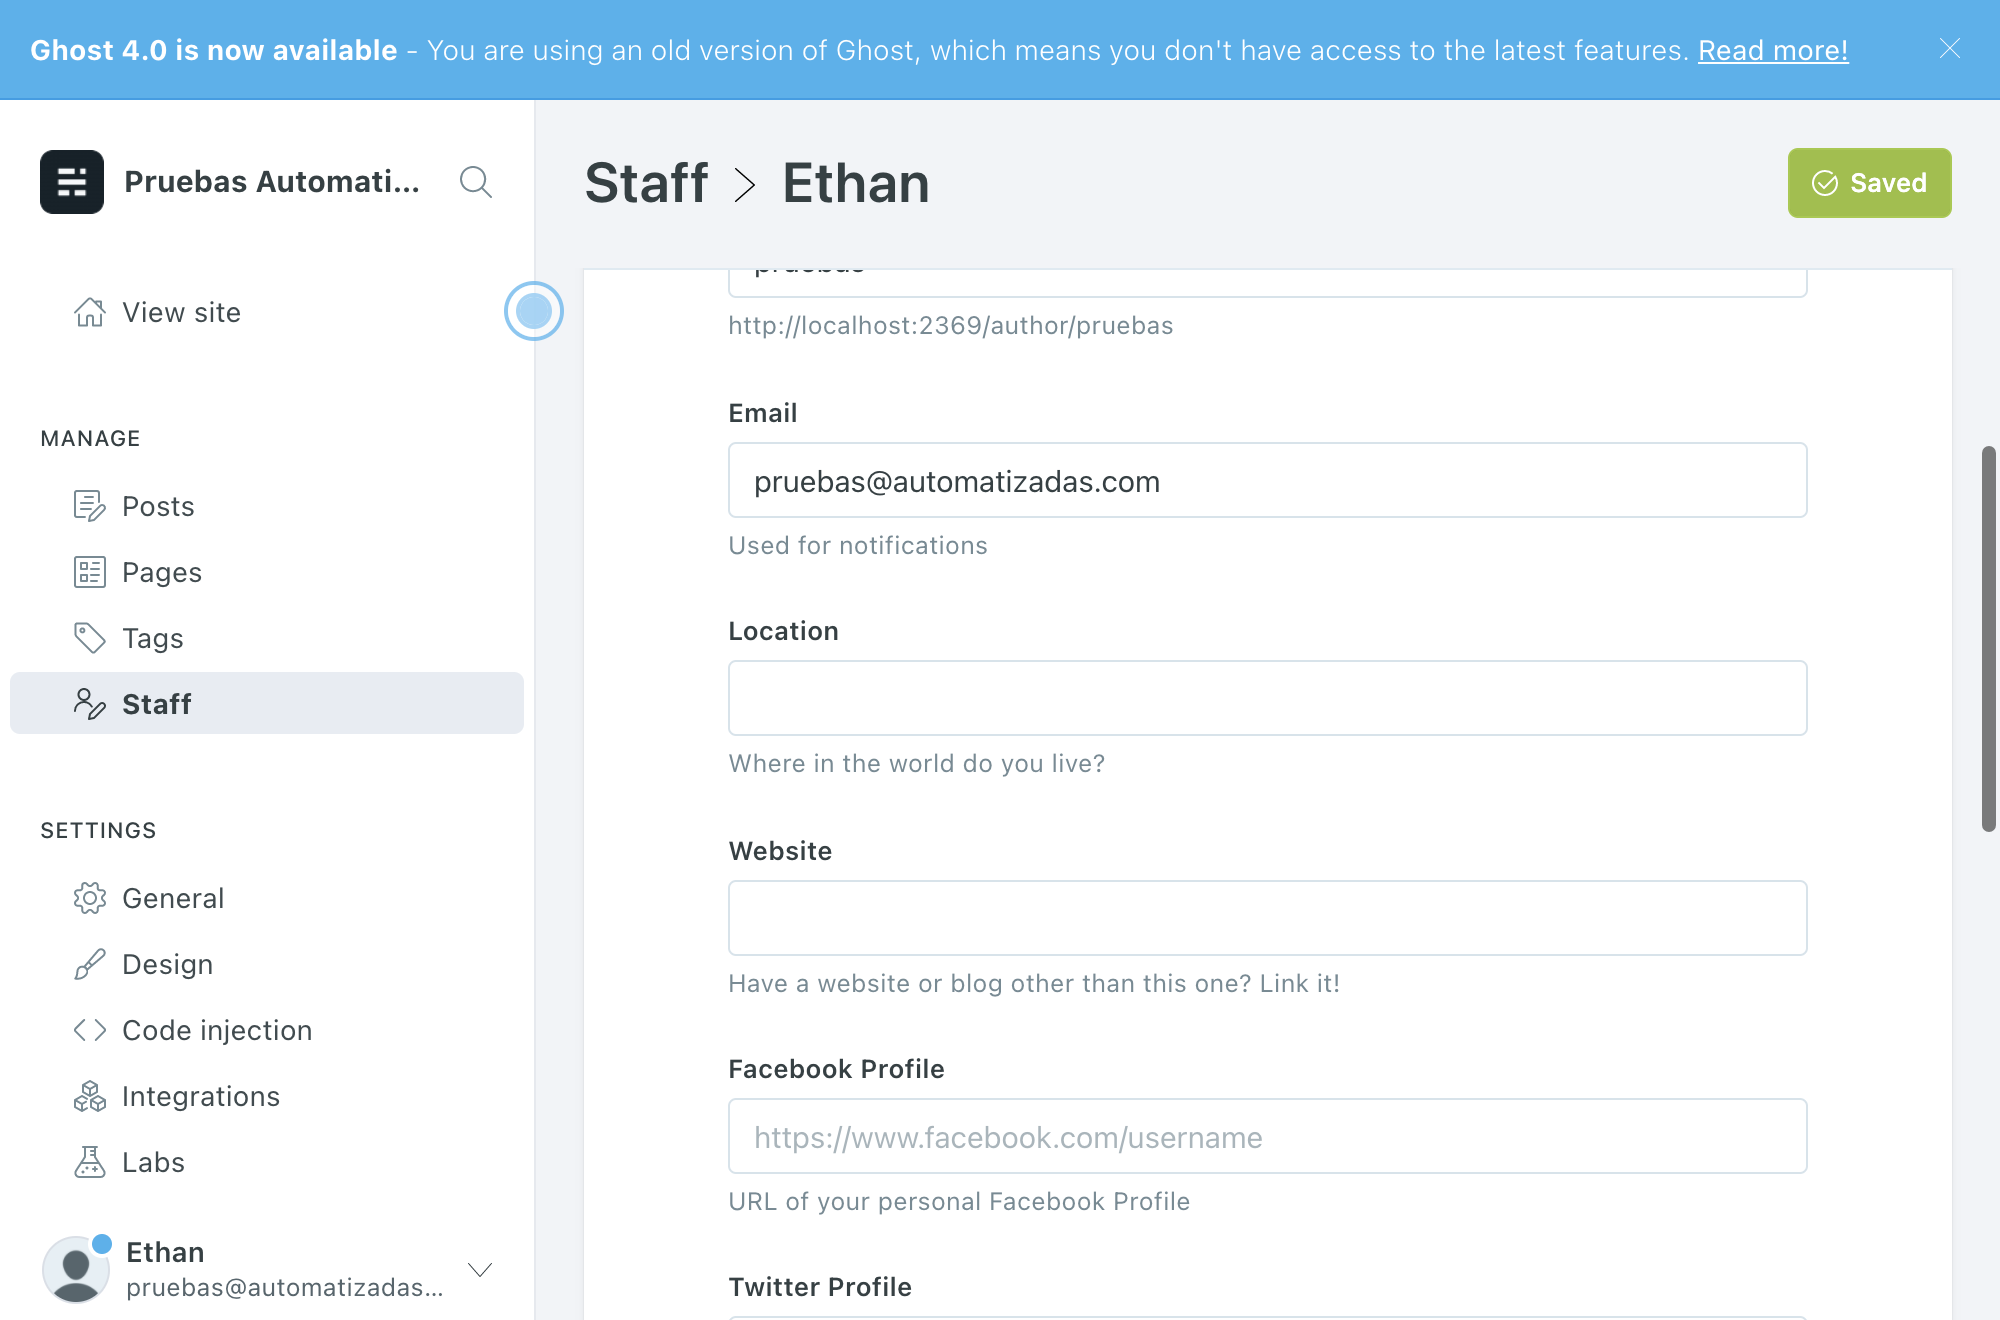 Ghost 4.0 is now available - You are using an old version of Ghost, which means you don't have access to the latest features. Read more!
Pruebas Automati...
View site
MANAGE
Posts
Pages
Tags
Staff
SETTINGS
General
Design
Code injection
Integrations
Labs
Ethan
pruebas@automatizadas...
Staff > Ethan
Saved
pruebas
http://localhost:2369/author/pruebas
Email
pruebas@automatizadas.com
Used for notifications
Location
Where in the world do you live?
Website
Have a website or blog other than this one? Link it!
Facebook Profile
https://www.facebook.com/username
URL of your personal Facebook Profile
Twitter Profile